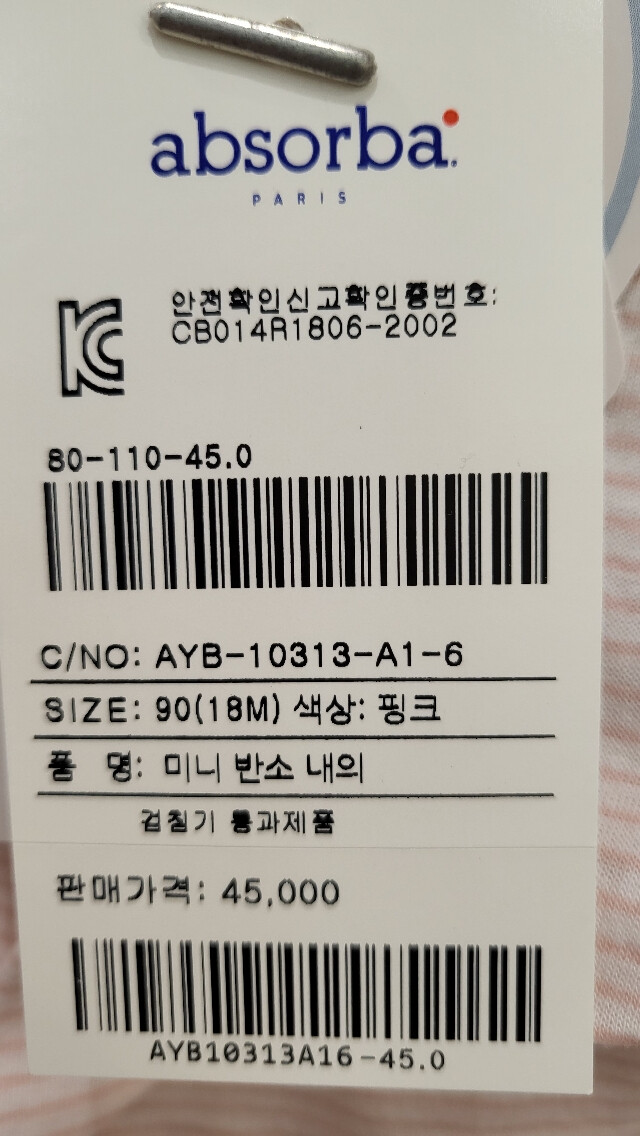 absorba.
PARIS
안전확인신고확인증번호:
CB014R1806-2002
80-110-45.0
C/NO: AYB-10313-A1-6
SIZE: 90(18M) 색상: 핑크
품 명: 미니 반소 내의
검침기 통과제품
판매가격: 45,000
AYB10313A16-45.0